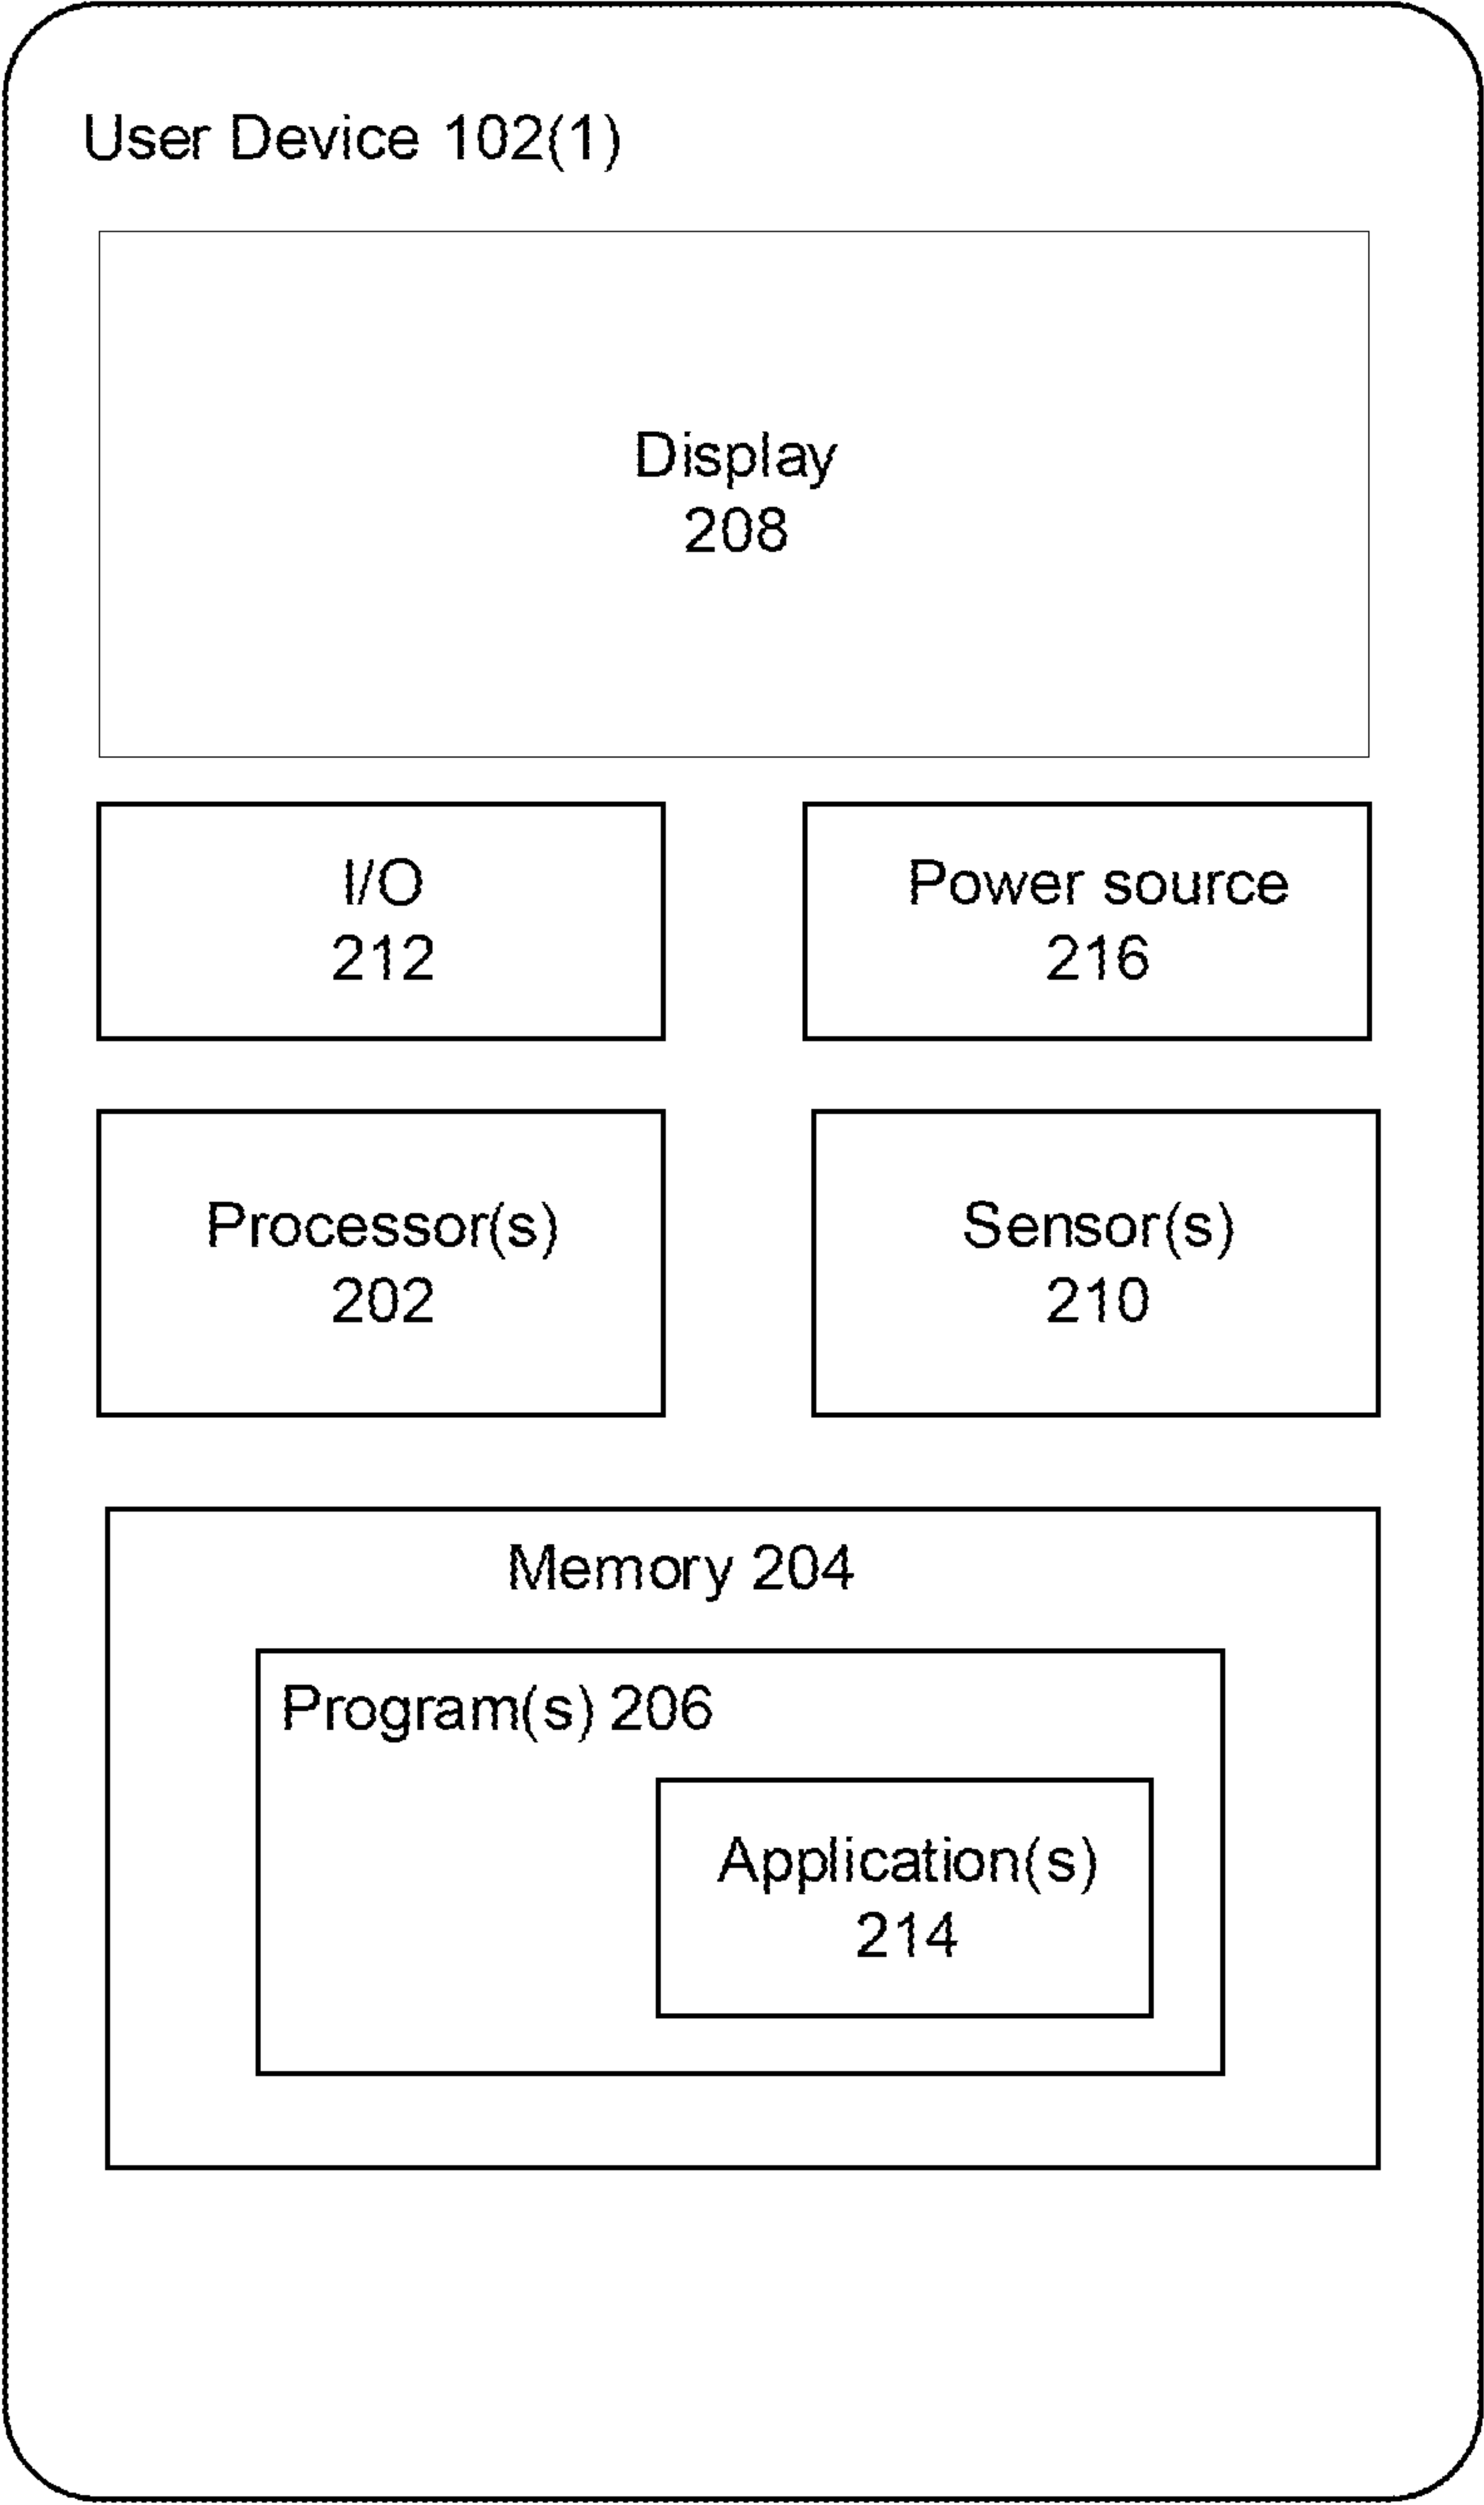 User Device 102(1)
Display
208
I/O
212
Power source
216
Processor(s)
202
Sensor(s)
210
Memory 204
Program(s) 206
Application(s)
214